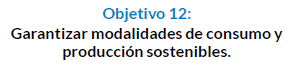 Objetivo 12:
Garantizar modalidades de consumo y
producción sostenibles.